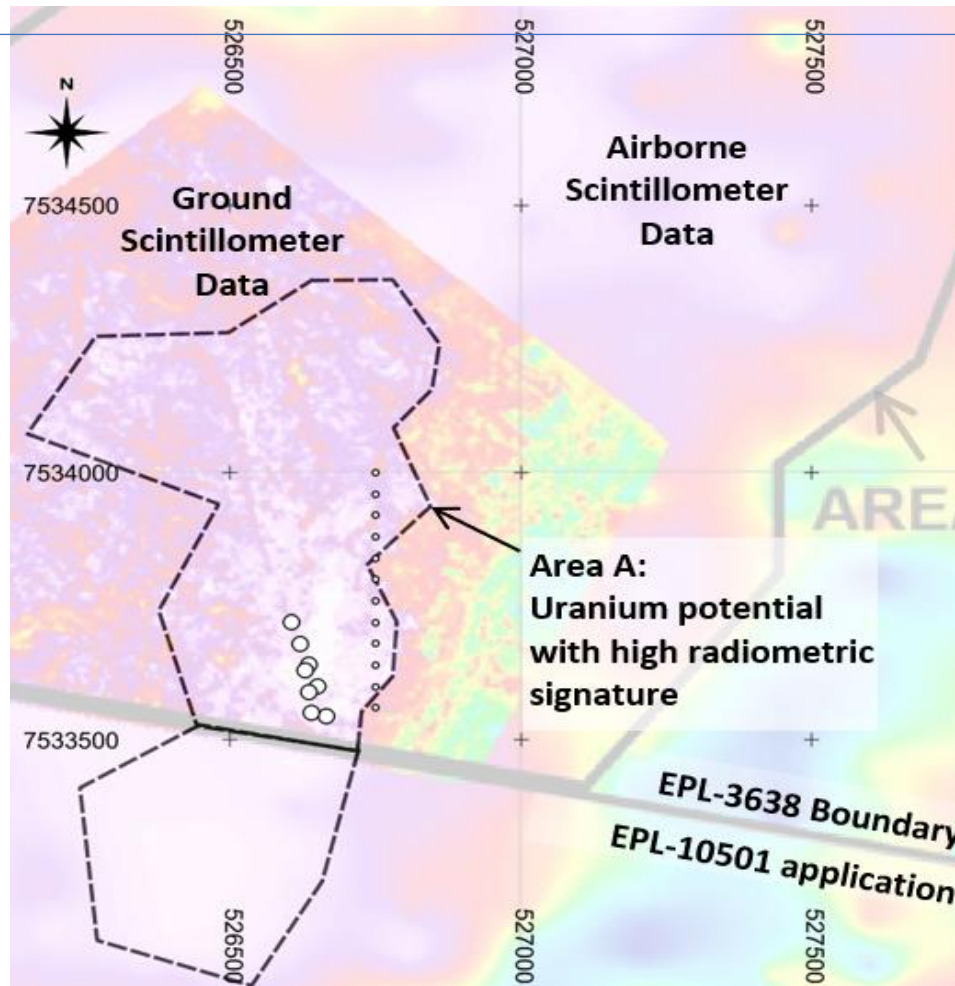 526500
527000
527500
N
Airborne
Scintillometer
Data
Ground
Scintillometer
Data
7534500
7534000
AREA
Area A:
Uranium potential
with high radiometric
signature
7533500
EPL-3638 Boundary
EPL-10501 application
526500
527000
527500